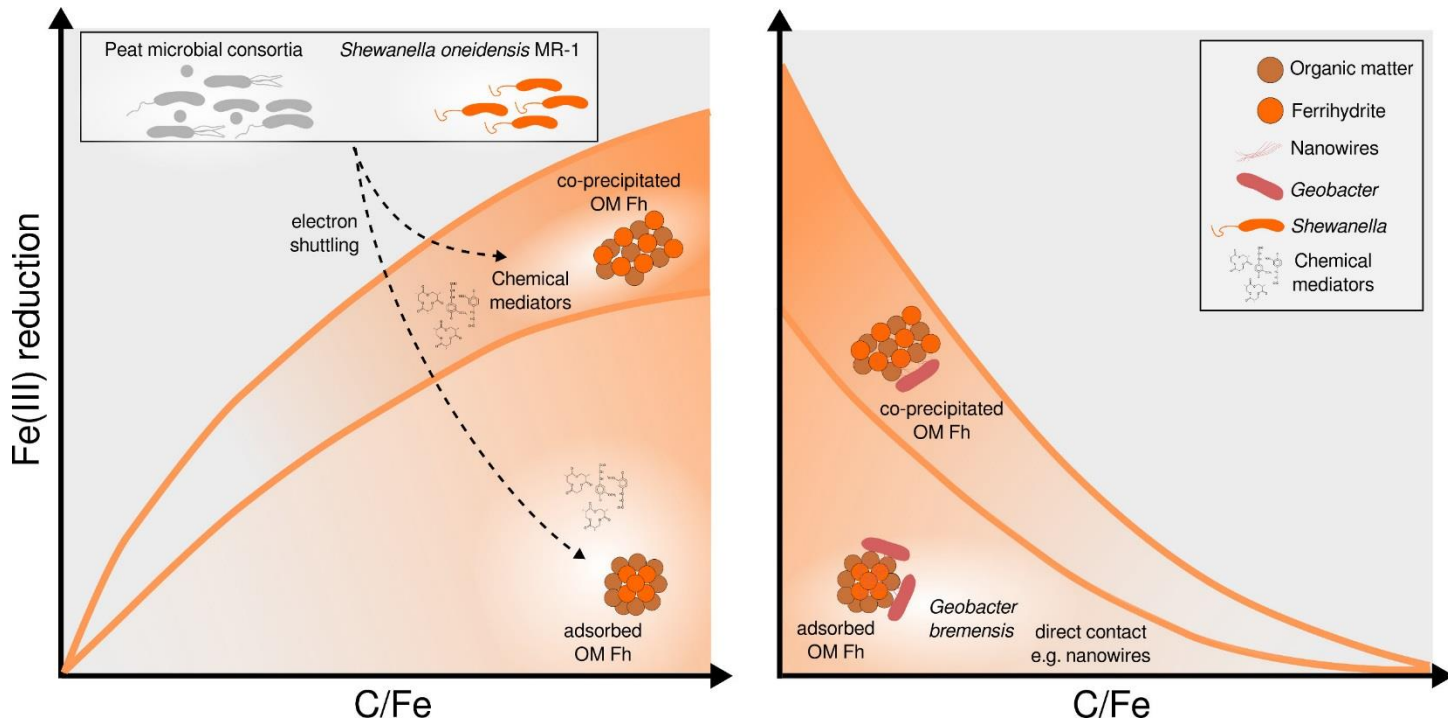 Peat microbial consortia
Shewanella oneidensis MR-1
electron
shuttling
co-precipitated
OM Fh
Chemical
mediators
adsorbed
OM Fh
Fe(III) reduction
C/Fe
Organic matter
Ferrihydrite
Nanowires
Geobacter
Shewanella
Chemical
mediators
co-precipitated
OM Fh
adsorbed
OM Fh
Geobacter
bremensis
direct contact
e.g. nanowires
C/Fe